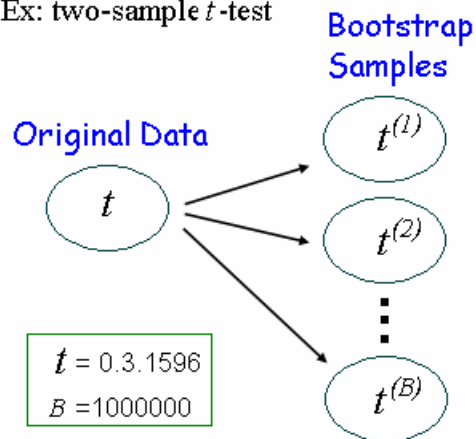 Ex: two-sample t-test
Bootstrap
Samples
Original Data
t
t(1)
t(2)
t(B)
t = 0.3.1596
B =1000000